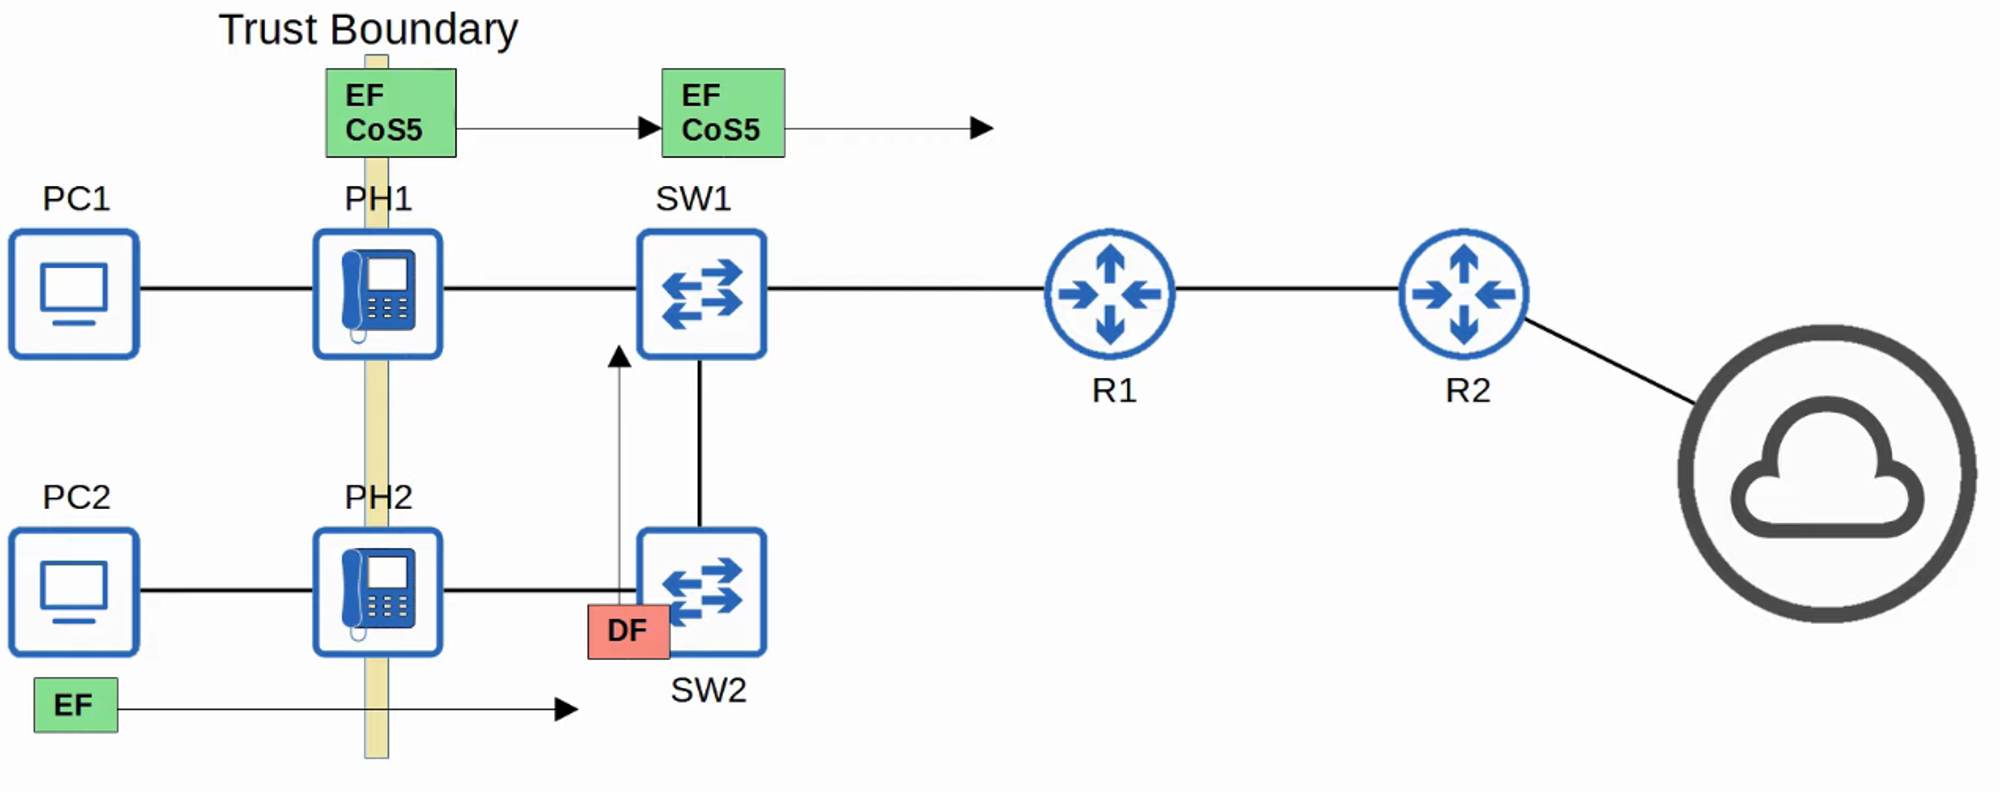 Trust Boundary
EF
CoS5
EF
CoS5
PC1
PH1
SW1
R1
R2
PC2
PH2
DF
SW2
EF